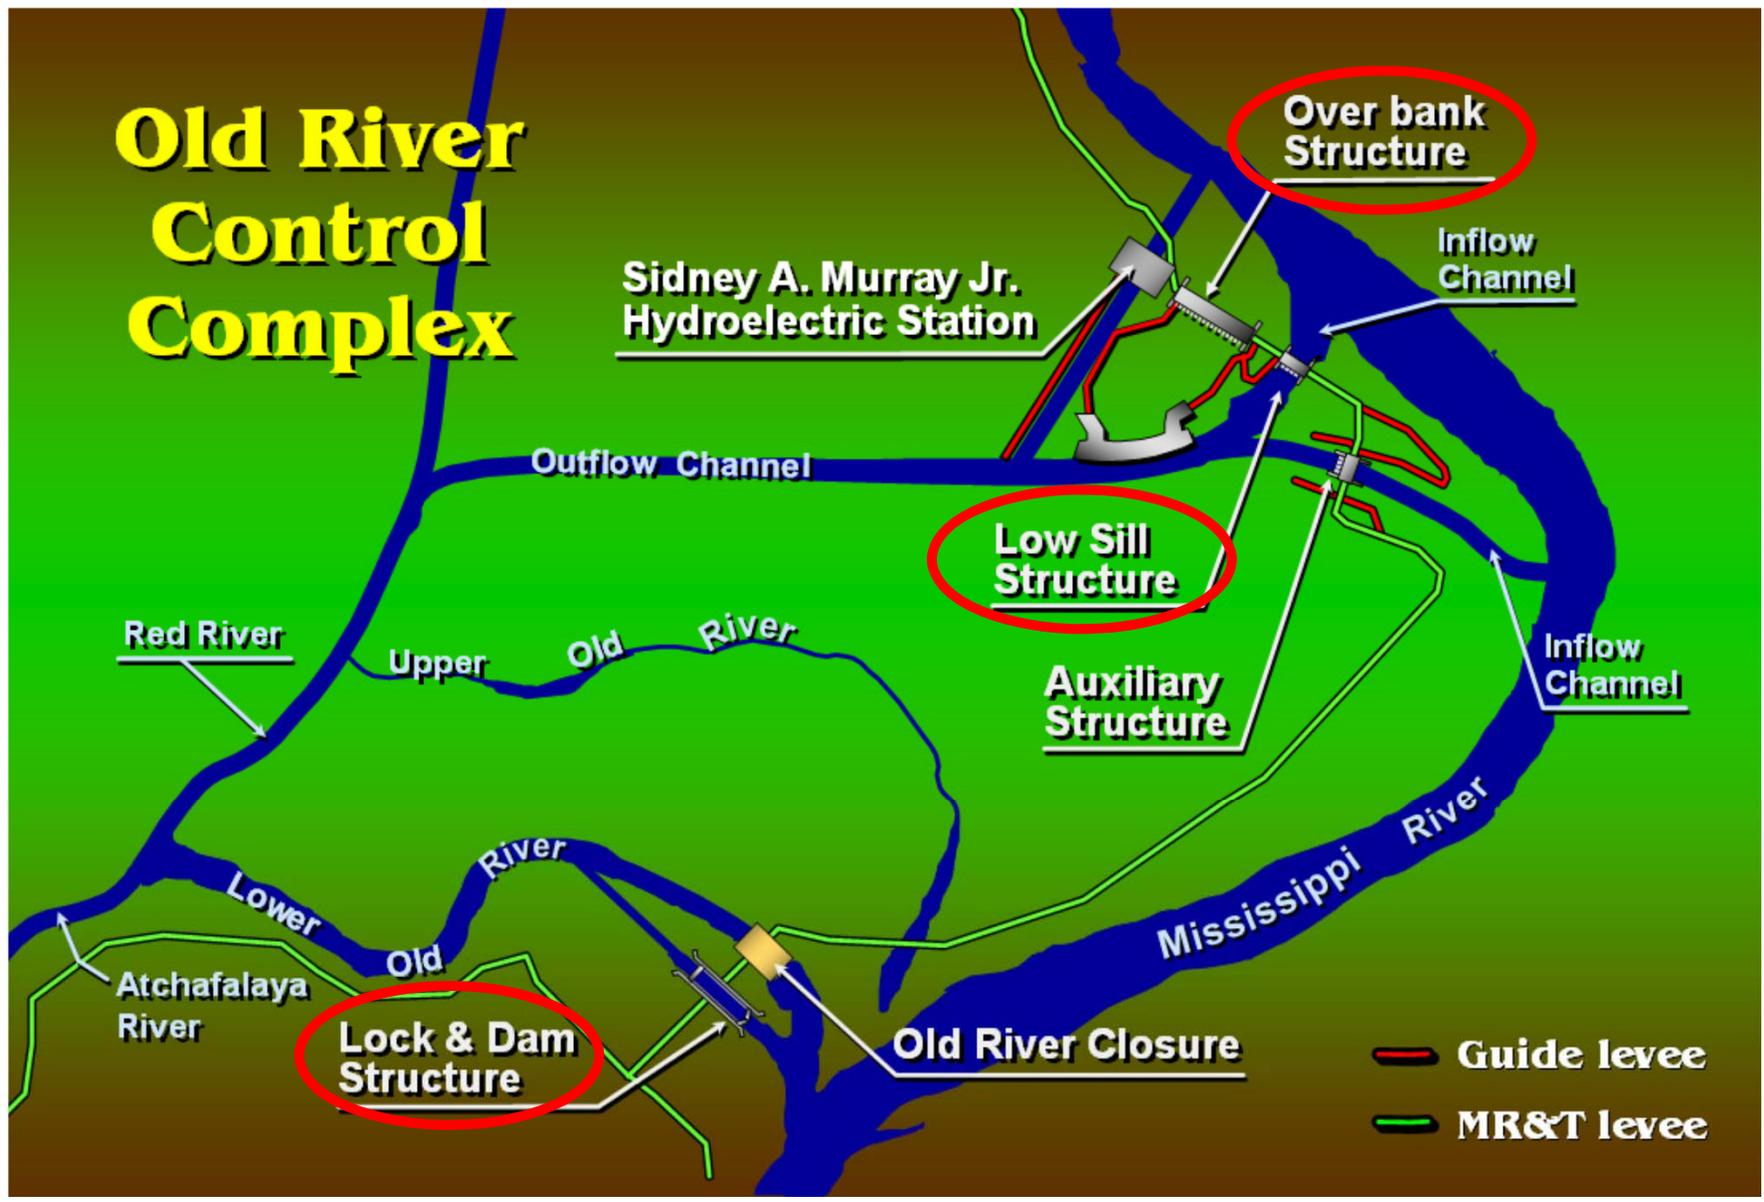 Old River
Control
Complex
Over bank
Structure
Inflow
Channel
Sidney A. Murray Jr.
Hydroelectric Station
Outflow Channel
Low Sill
Structure
Red River
Upper Old River
Auxiliary
Structure
Inflow
Channel
Mississippi River
Lower Old River
Atchafalaya
River
Lock & Dam
Structure
Old River Closure
Guide levee
MR&T levee